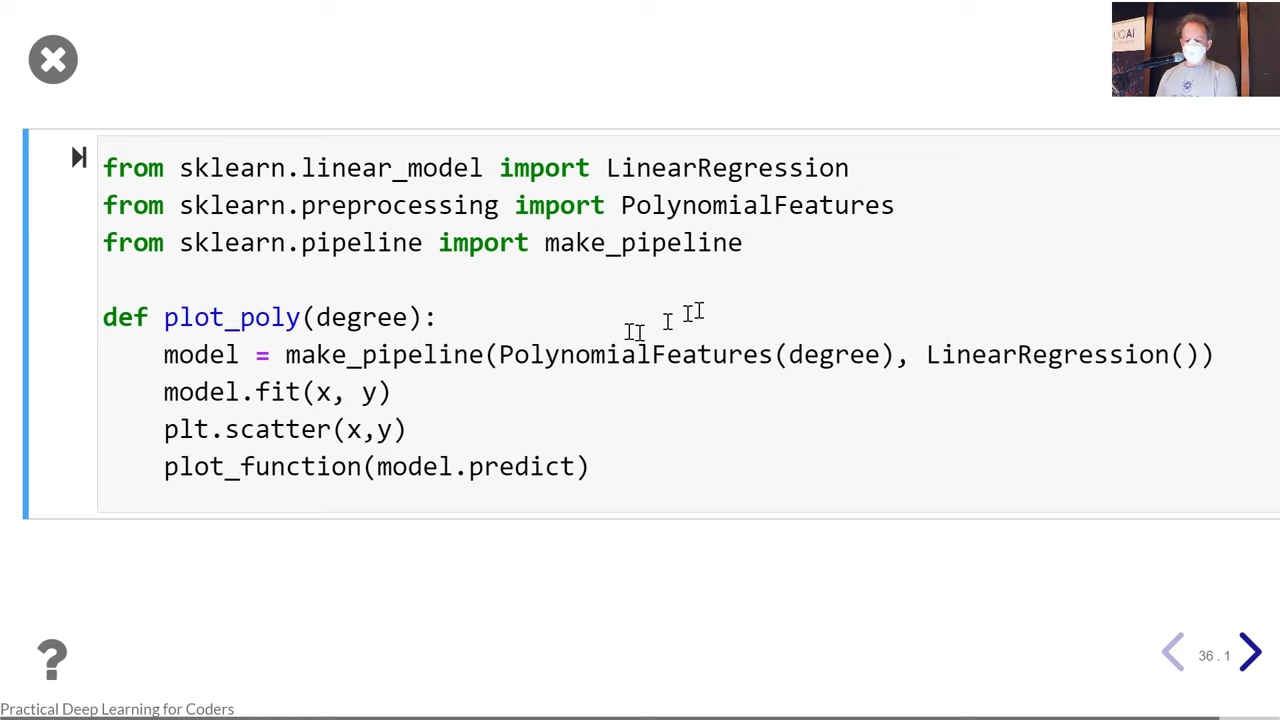 UQAI
from sklearn.linear_model import LinearRegression
from sklearn.preprocessing import PolynomialFeatures
from sklearn.pipeline import make_pipeline
def plot_poly(degree):
    model = make_pipeline(PolynomialFeatures(degree), LinearRegression())
    model.fit(x, y)
    plt.scatter(x,y)
    plot_function(model.predict)
?
36.1
Practical Deep Learning for Coders